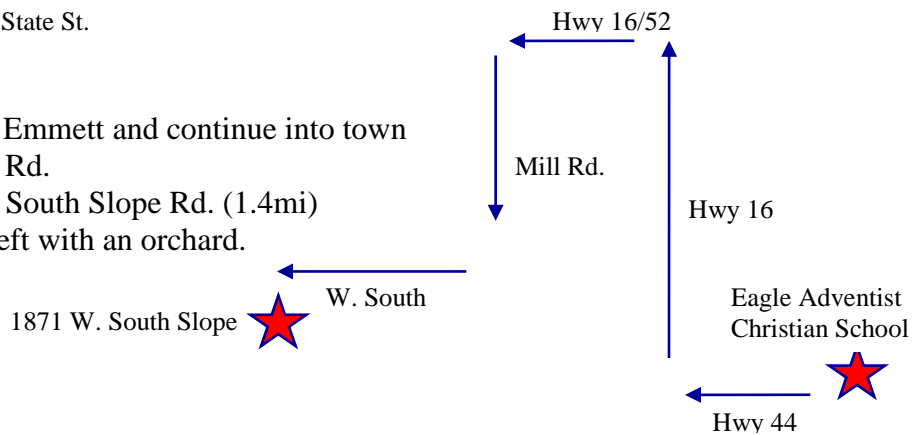 State St.
Hwy 16/52
Emmett and continue into town
Rd.
South Slope Rd. (1.4mi)
eft with an orchard.
Mill Rd.
Hwy 16
W. South
1871 W. South Slope
Eagle Adventist
Christian School
Hwy 44